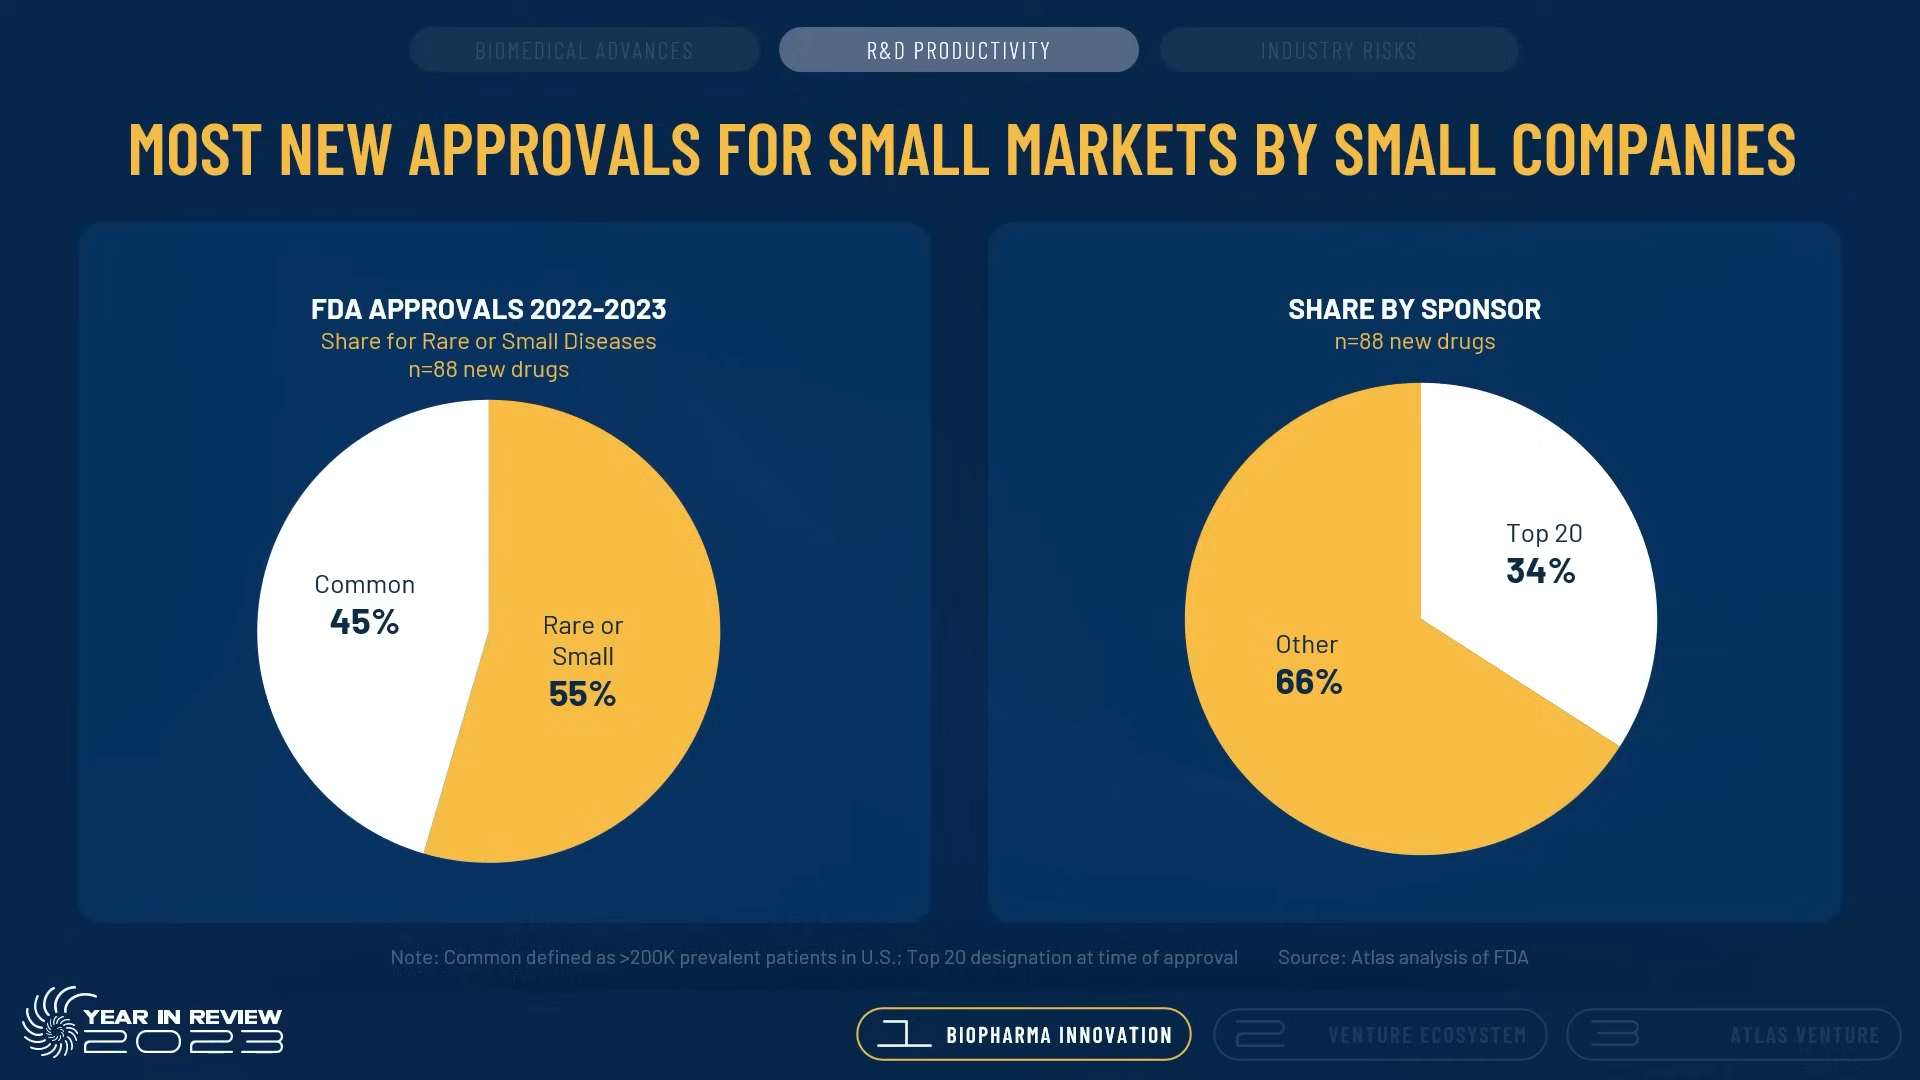 BIOMEDICAL ADVANCES
R&D PRODUCTIVITY
INDUSTRY RISKS
MOST NEW APPROVALS FOR SMALL MARKETS BY SMALL COMPANIES
FDA APPROVALS 2022-2023
Share for Rare or Small Diseases
n=88 new drugs
Common
45%
Rare or
Small
55%
SHARE BY SPONSOR
n=88 new drugs
Top 20
34%
Other
66%
Note: Common defined as >200K prevalent patients in U.S.; Top 20 designation at time of approval
Source: Atlas analysis of FDA
YEAR IN REVIEW
2023
1 BIOPHARMA INNOVATION
2 VENTURE ECOSYSTEM
3 ATLAS VENTURE